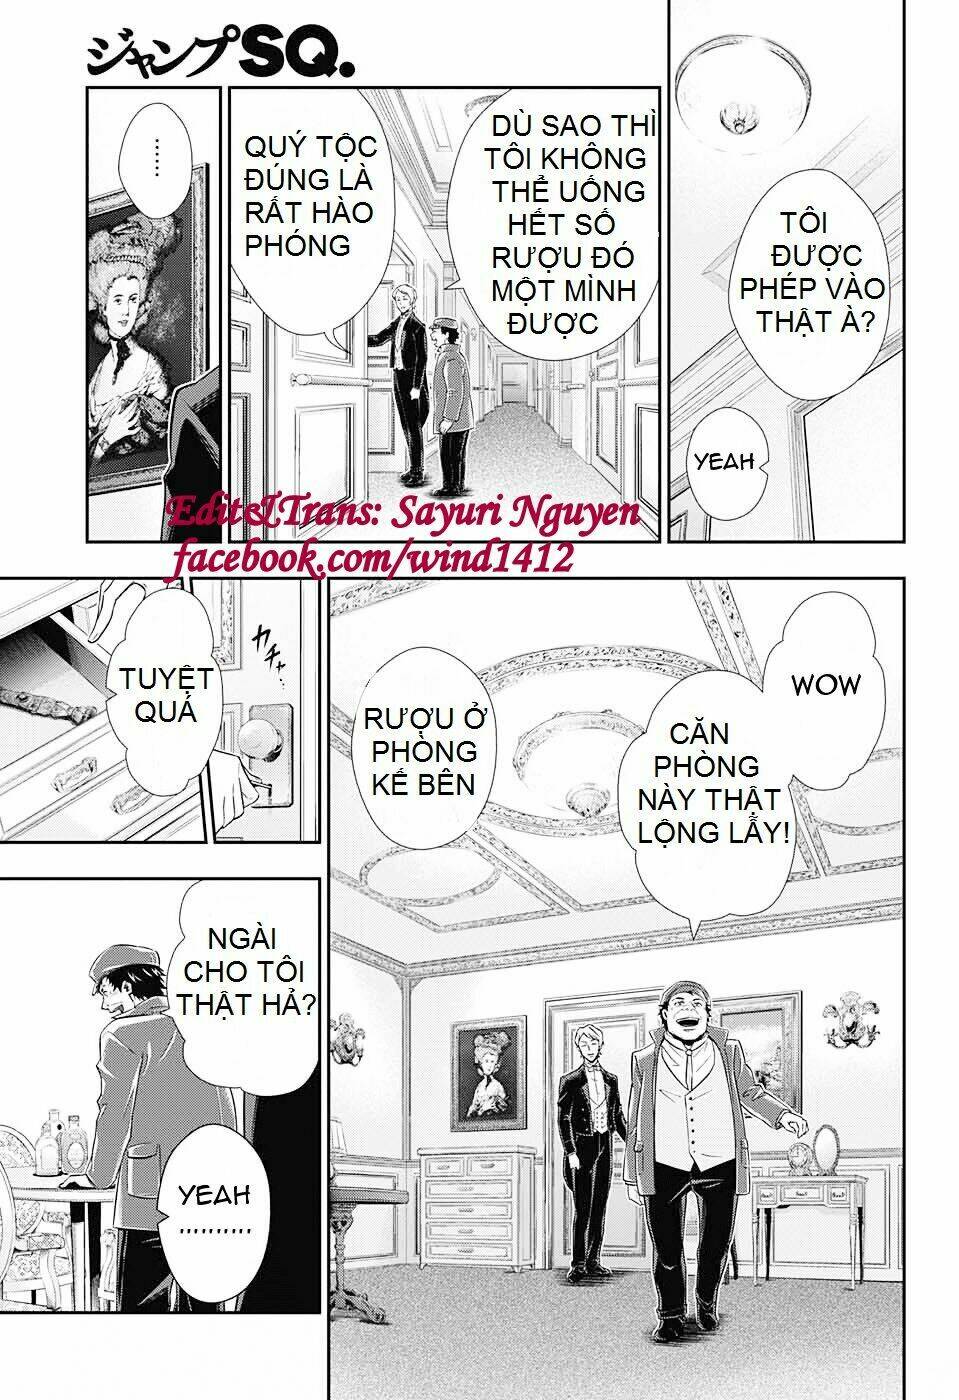 ジャンプSQ.
TÔI
ĐƯỢC
PHÉP VÀO
THẬT À?
YEAH
DÙ SAO THÌ
TÔI KHÔNG
THỂ UỐNG
HẾT SỐ
RƯỢU ĐÓ
MỘT MÌNH
ĐƯỢC
QUÝ TỘC
ĐÚNG LÀ
RẤT HÀO
PHÓNG
......
Edit&Trans: Sayuri Nguyen
facebook.com/wind1412
WOW
CĂN
PHÒNG
NÀY THẬT
LỘNG LẪY!
RƯỢU Ở
PHÒNG
KẾ BÊN
ガチャ
TUYỆT
QUÁ
NGÀI
CHO TÔI
THẬT HẢ?
YEAH
..........